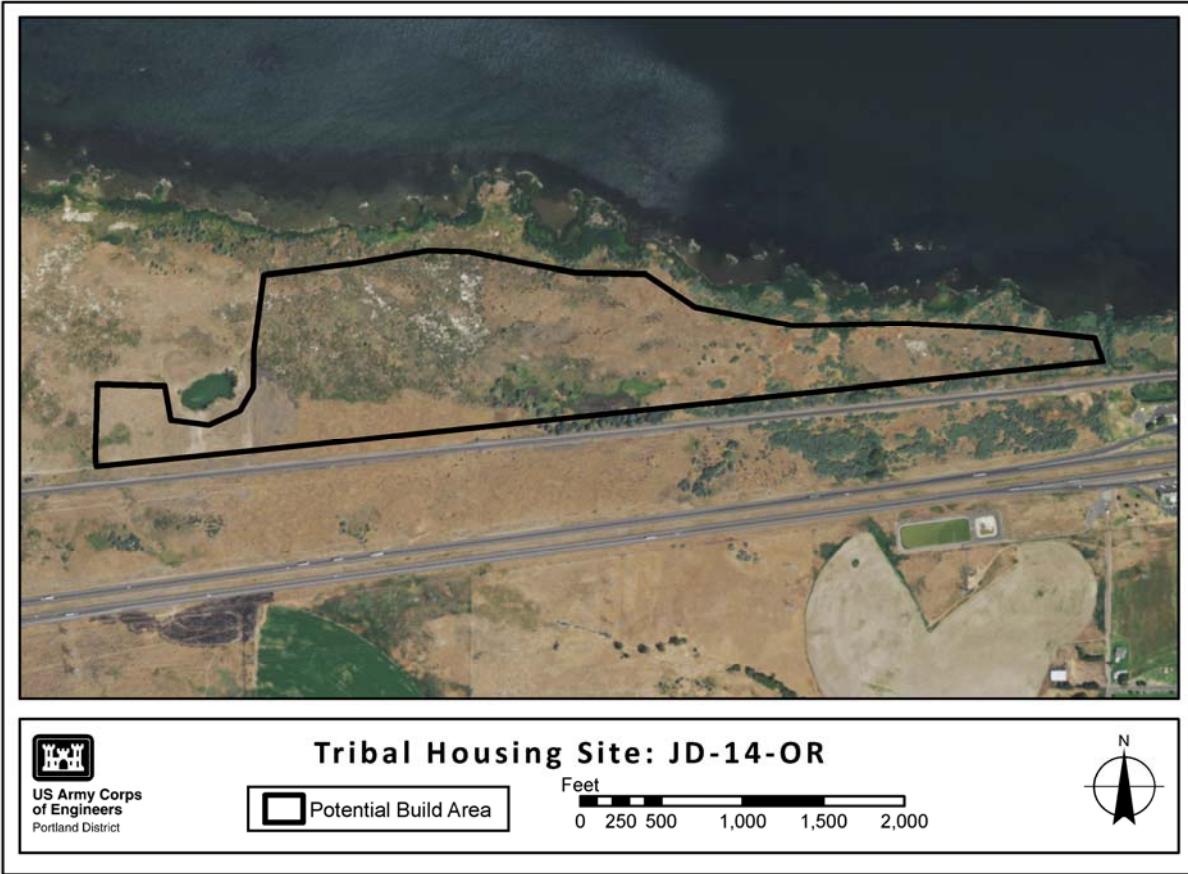 Tribal Housing Site: JD-14-OR
US Army Corps
of Engineers
Portland District
Potential Build Area
Feet
0 250 500 1,000 1,500 2,000
N